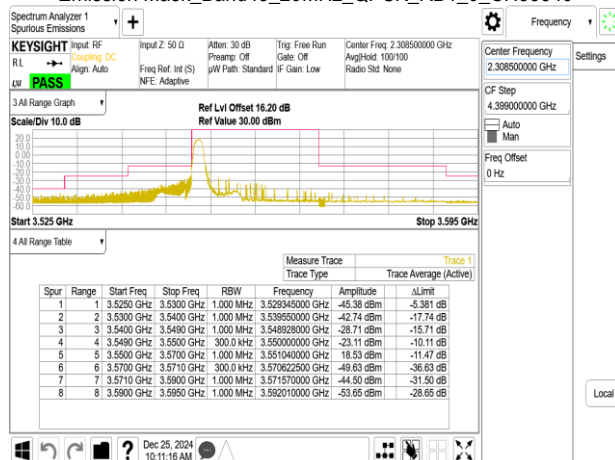 Spectrum Analyzer 1
Spurious Emissions
Frequency
Settings
KEYSIGHT
RL
PASS
Input: RF
Coupling: DC
Align: Auto
Input Z: 50 Ω
Freq Ref: Int (S)
NFE: Adaptive
Atten: 30 dB
Preamp: Off
µW Path: Standard
Trig: Free Run
Gate: Off
IF Gain: Low
Center Freq: 2.308500000 GHz
Avg|Hold: 100/100
Radio Std: None
Center Frequency
2.308500000 GHz
CF Step
4.399000000 GHz
Auto
Man
Freq Offset
0 Hz
3 All Range Graph
Scale/Div 10.0 dB
Ref Lvl Offset 16.20 dB
Ref Value 30.00 dBm
20.0
10.0
0.00
-10.0
-20.0
-30.0
-40.0
-50.0
-60.0
Start 3.525 GHz
Stop 3.595 GHz
4 All Range Table
Measure Trace Trace 1
Trace Type Trace Average (Active)
Spur Range Start Freq Stop Freq RBW Frequency Amplitude ΔLimit
1 1 3.5250 GHz 3.5300 GHz 1.000 MHz 3.529345000 GHz -45.38 dBm -5.381 dB
2 2 3.5300 GHz 3.5400 GHz 1.000 MHz 3.539550000 GHz -42.74 dBm -17.74 dB
3 3 3.5400 GHz 3.5490 GHz 1.000 MHz 3.548928000 GHz -28.71 dBm -15.71 dB
4 4 3.5490 GHz 3.5500 GHz 300.0 kHz 3.550000000 GHz -23.11 dBm -10.11 dB
5 5 3.5500 GHz 3.5700 GHz 1.000 MHz 3.551040000 GHz 18.53 dBm -11.47 dB
6 6 3.5700 GHz 3.5710 GHz 300.0 kHz 3.570622500 GHz -49.63 dBm -36.63 dB
7 7 3.5710 GHz 3.5900 GHz 1.000 MHz 3.571570000 GHz -44.50 dBm -31.50 dB
8 8 3.5900 GHz 3.5950 GHz 1.000 MHz 3.592010000 GHz -53.65 dBm -28.65 dB
Local
Dec 25, 2024
10:11:16 AM